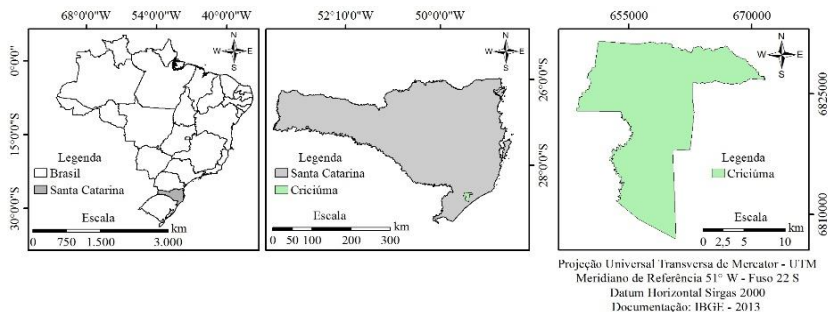 68°0'0"W 54°0'0"W 40°0'0"W
N
W E
S
0°0'0"
15°0'0"S
30°0'0"S
Legenda
Brasil
Santa Catarina
Escala
km
0 750 1.500 3.000
52°10'0"W 50°0'0"W
N
W E
S
26°0'0"S
28°0'0"S
Legenda
Santa Catarina
Criciúma
Escala
km
0 50 100 200 300
655000 670000
N
W E
S
6825000
6810000
Legenda
Criciúma
Escala
km
0 2,5 5 10
Projeção Universal Transversa de Mercator - UTM
Meridiano de Referência 51° W - Fuso 22 S
Datum Horizontal Sirgas 2000
Documentação: IBGE - 2013